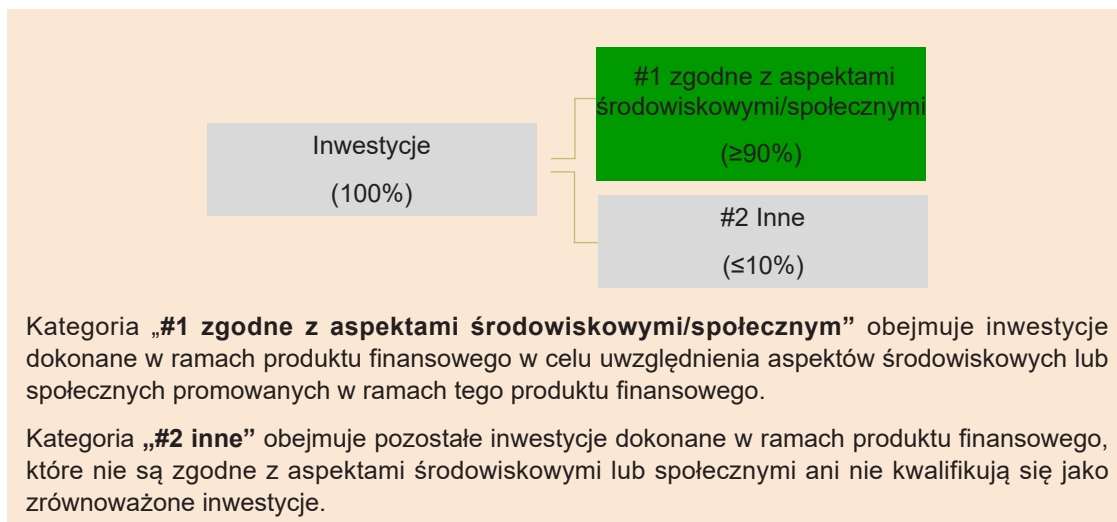 #1 zgodne z aspektami
środowiskowymi/społecznymi
(≥90%)
Inwestycje
(100%)
#2 Inne
(≤10%)
Kategoria „#1 zgodne z aspektami środowiskowymi/społecznym” obejmuje inwestycje
dokonane w ramach produktu finansowego w celu uwzględnienia aspektów środowiskowych lub
społecznych promowanych w ramach tego produktu finansowego.
Kategoria „#2 inne” obejmuje pozostałe inwestycje dokonane w ramach produktu finansowego,
które nie są zgodne z aspektami środowiskowymi lub społecznymi ani nie kwalifikują się jako
zrównoważone inwestycje.